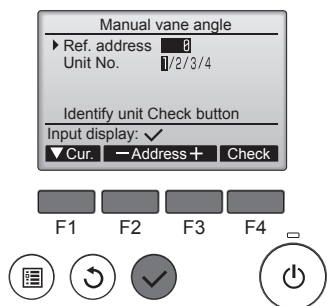 Manual vane angle
Ref. address 0
Unit No. 1/2/3/4
Identify unit Check button
Input display: ✓
▼Cur. −Address+ Check
F1 F2 F3 F4